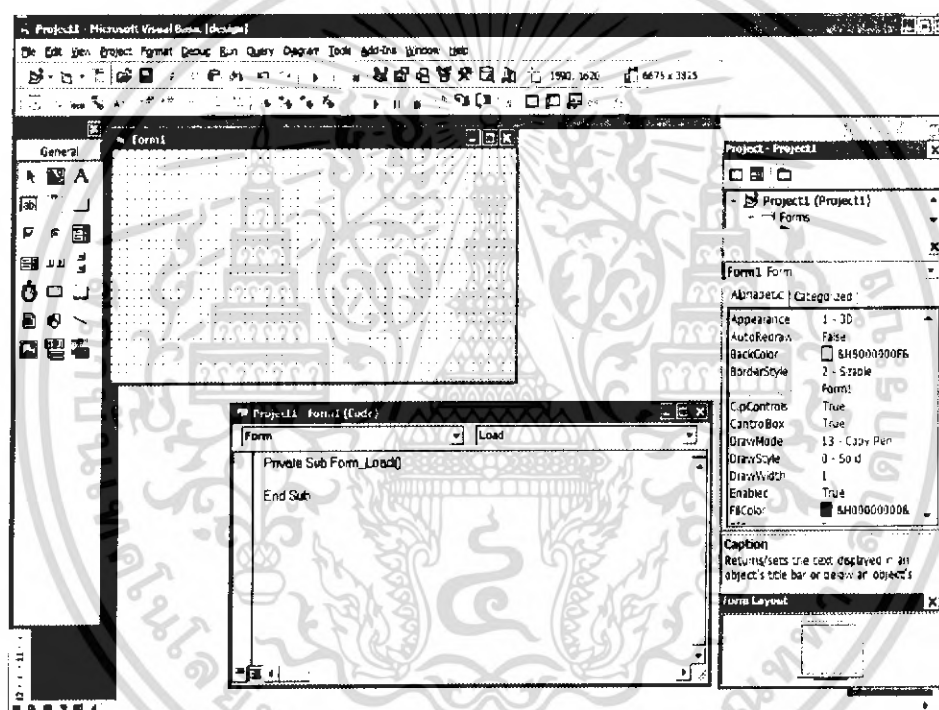 Project1 - Microsoft Visual Basic [design]
File Edit View Project Format Debug Run Query Diagram Tools Add-Ins Window Help
1590, 1620 6675 x 3825
General
Form1
Project - Project1
Project1 (Project1)
Forms
Form1 Form
Alphabetic Categorized
Appearance 1 - 3D
AutoRedraw False
BackColor &H8000000F&
BorderStyle 2 - Sizable
Form1
ClipControls True
ControlBox True
DrawMode 13 - Copy Pen
DrawStyle 0 - Solid
DrawWidth 1
Enabled True
FillColor &H00000000&
Caption
Returns/sets the text displayed in an
object's title bar or below an object's
Form Layout
Project1 - Form1 (Code)
Form Load
Private Sub Form_Load()
End Sub